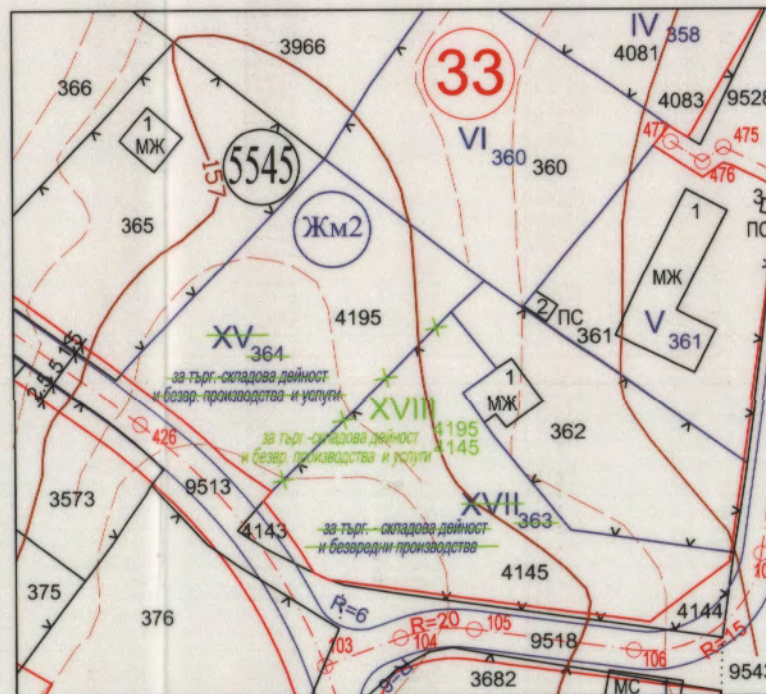 366
3966
33
IV 358
4081
4083
9528
477
475
476
1
МЖ
5545
VI 360
360
157
365
Жм2
1
3
ПС
МЖ
4195
2
ПС
361
V 361
XV 364
за търг.-складова дейност
и безвр. производства и услуги
1
МЖ
XVIII 4195
4145
за търг.-складова дейност
и безвр. производства и услуги
362
426
9513
3573
4143
XVII 363
за търг.-складова дейност
и безвредни производства
4145
375
376
R=6
R=20
105
104
103
9518
106
4144
R=15
3682
МС
9543